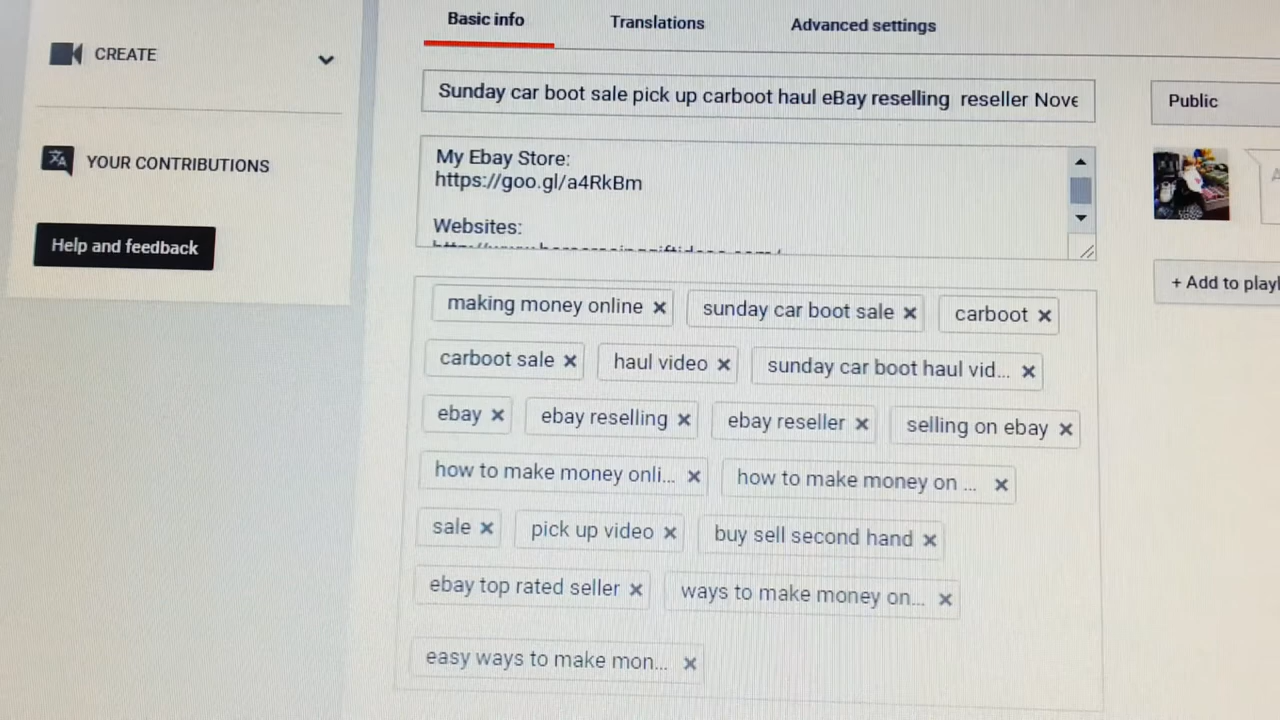 Basic info
Translations
Advanced settings
CREATE
Sunday car boot sale pick up carboot haul eBay reselling  reseller Nove
Public
YOUR CONTRIBUTIONS
My Ebay Store:
https://goo.gl/a4RkBm
Websites:
Help and feedback
+ Add to playl
making money online ×
sunday car boot sale ×
carboot ×
carboot sale ×
haul video ×
sunday car boot haul vid... ×
ebay ×
ebay reselling ×
ebay reseller ×
selling on ebay ×
how to make money onli... ×
how to make money on ... ×
sale ×
pick up video ×
buy sell second hand ×
ebay top rated seller ×
ways to make money on... ×
easy ways to make mon... ×